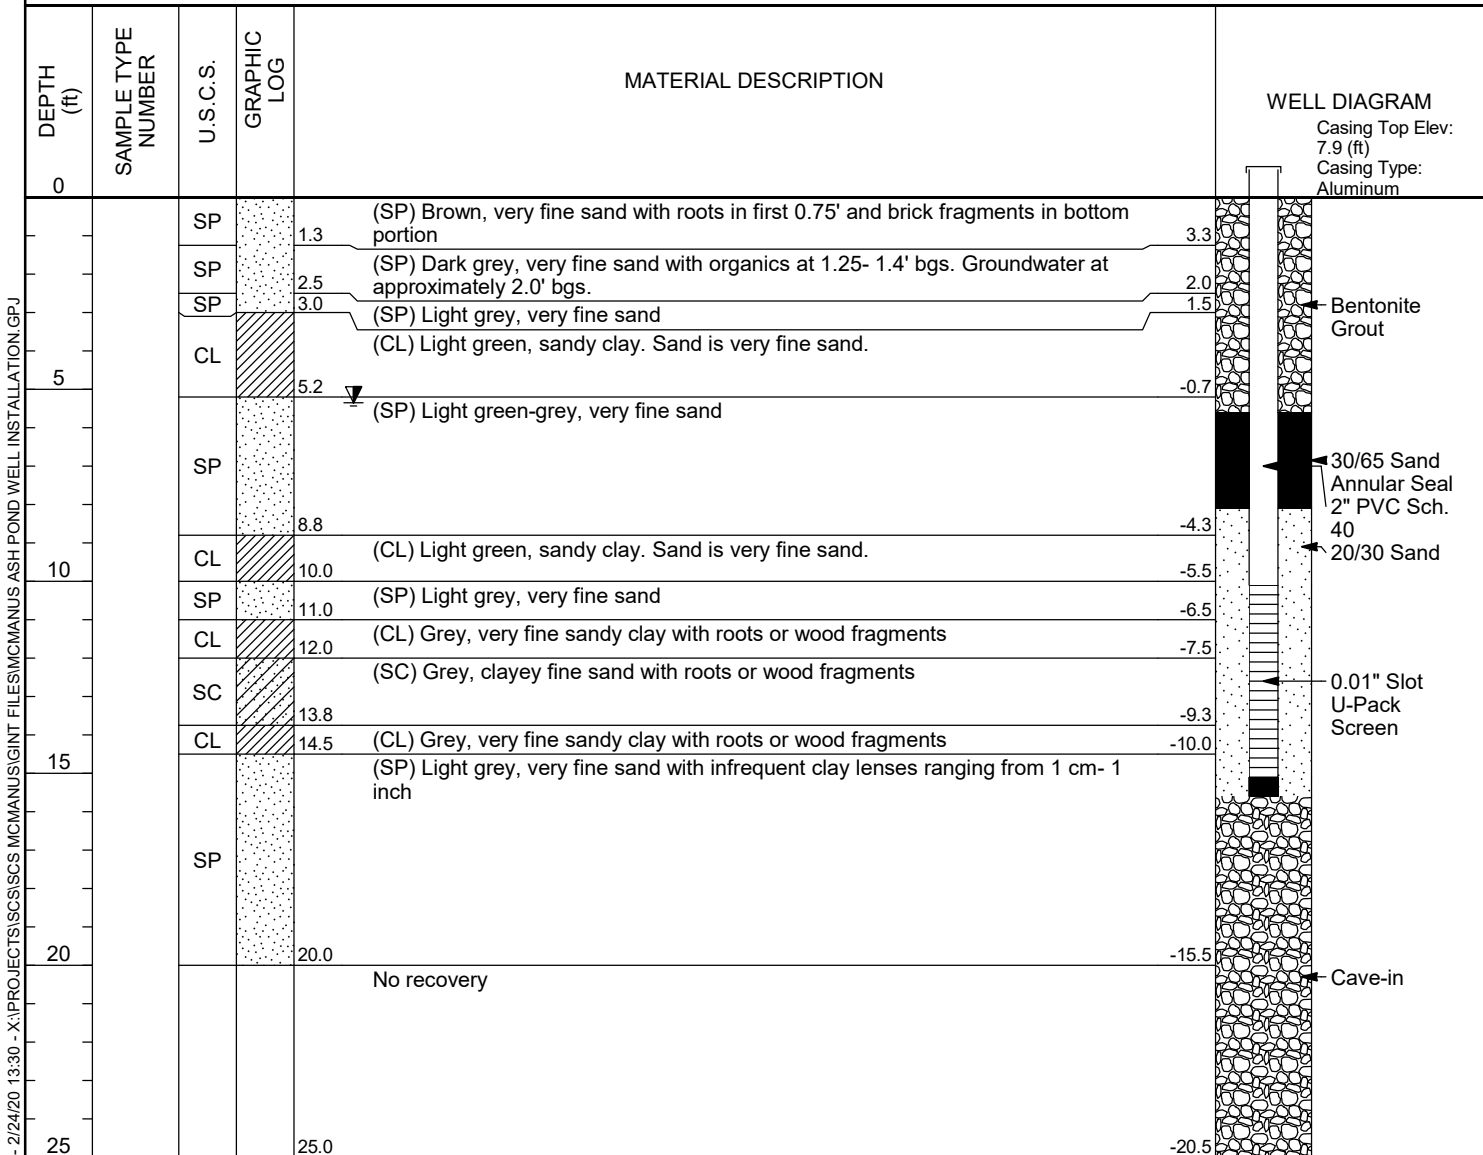 DEPTH
(ft)
SAMPLE TYPE
NUMBER
U.S.C.S.
GRAPHIC
LOG
MATERIAL DESCRIPTION
WELL DIAGRAM
Casing Top Elev:
7.9 (ft)
Casing Type:
Aluminum
0
SP
1.3
(SP) Brown, very fine sand with roots in first 0.75' and brick fragments in bottom
portion
3.3
SP
2.5
(SP) Dark grey, very fine sand with organics at 1.25- 1.4' bgs. Groundwater at
approximately 2.0' bgs.
2.0
SP
3.0
(SP) Light grey, very fine sand
1.5
Bentonite
Grout
CL
(CL) Light green, sandy clay. Sand is very fine sand.
5
5.2
-0.7
SP
(SP) Light green-grey, very fine sand
8.8
-4.3
30/65 Sand
Annular Seal
2" PVC Sch.
40
20/30 Sand
CL
(CL) Light green, sandy clay. Sand is very fine sand.
10
10.0
-5.5
SP
(SP) Light grey, very fine sand
11.0
-6.5
CL
(CL) Grey, very fine sandy clay with roots or wood fragments
12.0
-7.5
SC
(SC) Grey, clayey fine sand with roots or wood fragments
13.8
-9.3
0.01" Slot
U-Pack
Screen
CL
14.5
(CL) Grey, very fine sandy clay with roots or wood fragments
-10.0
15
(SP) Light grey, very fine sand with infrequent clay lenses ranging from 1 cm- 1
inch
SP
20
20.0
-15.5
No recovery
Cave-in
25
25.0
-20.5
- 2/24/20 13:30 - X:\PROJECTS\SCS\SCS MCMANUS\GINT FILES\MCMANUS ASH POND WELL INSTALLATION.GPJ